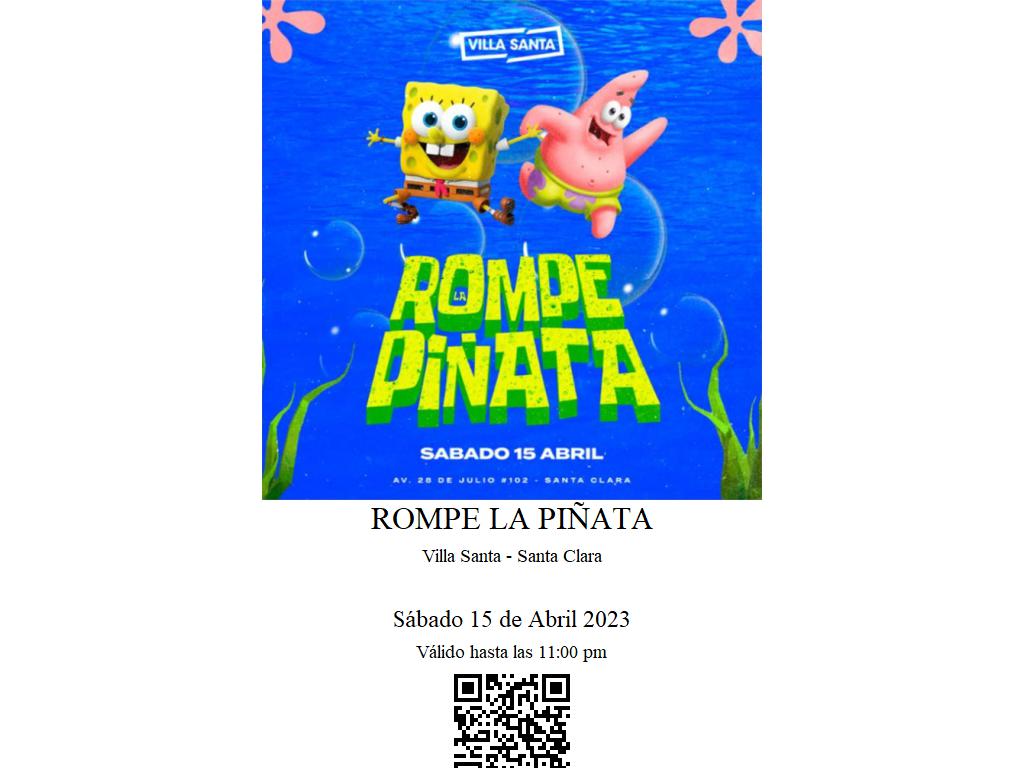 VILLA SANTA
ROMPE
LA
PIÑATA
SABADO 15 ABRIL
AV. 28 DE JULIO #102 - SANTA CLARA
ROMPE LA PIÑATA
Villa Santa - Santa Clara
Sábado 15 de Abril 2023
Válido hasta las 11:00 pm